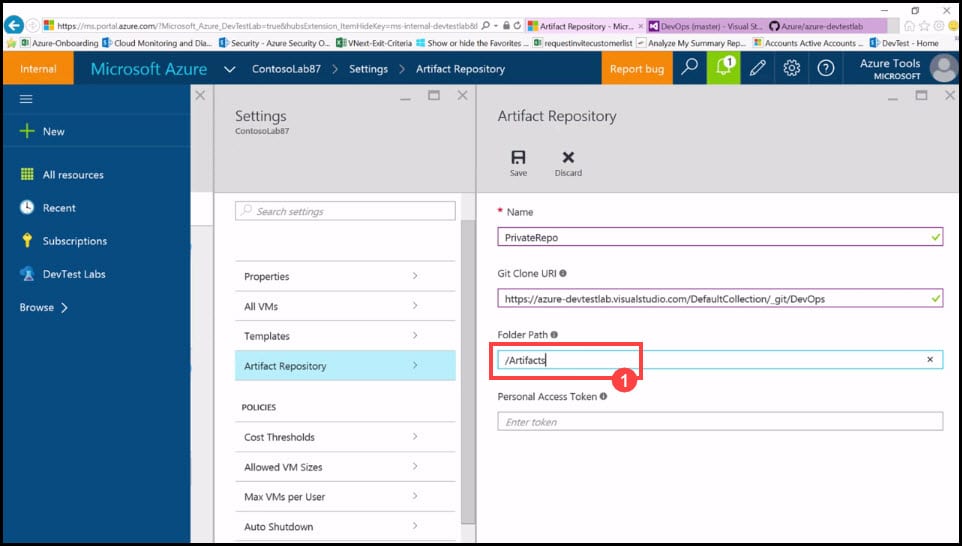 https://ms.portal.azure.com/?Microsoft_Azure_DevTestLab=true&hubsExtension_ItemHideKey=ms-internal-devtestlab&
Artifact Repository - Micros...
DevOps (master) - Visual St...
Azure/azure-devtestlab
Azure-Onboarding
Cloud Monitoring and Dia...
Security - Azure Security O...
VNext-Exit-Criteria
Show or hide the Favorites ...
requestinvitecustomerlist
Analyze My Summary Rep...
Accounts Active Accounts ...
DevTest - Home
Internal
Microsoft Azure
ContosoLab87
Settings
Artifact Repository
Report bug
1
Azure Tools
MICROSOFT
New
All resources
Recent
Subscriptions
DevTest Labs
Browse
Settings
ContosoLab87
Search settings
Properties
All VMs
Templates
Artifact Repository
POLICIES
Cost Thresholds
Allowed VM Sizes
Max VMs per User
Auto Shutdown
Artifact Repository
Save
Discard
* Name
PrivateRepo
Git Clone URI
https://azure-devtestlab.visualstudio.com/DefaultCollection/_git/DevOps
Folder Path
/Artifacts
1
Personal Access Token
Enter token